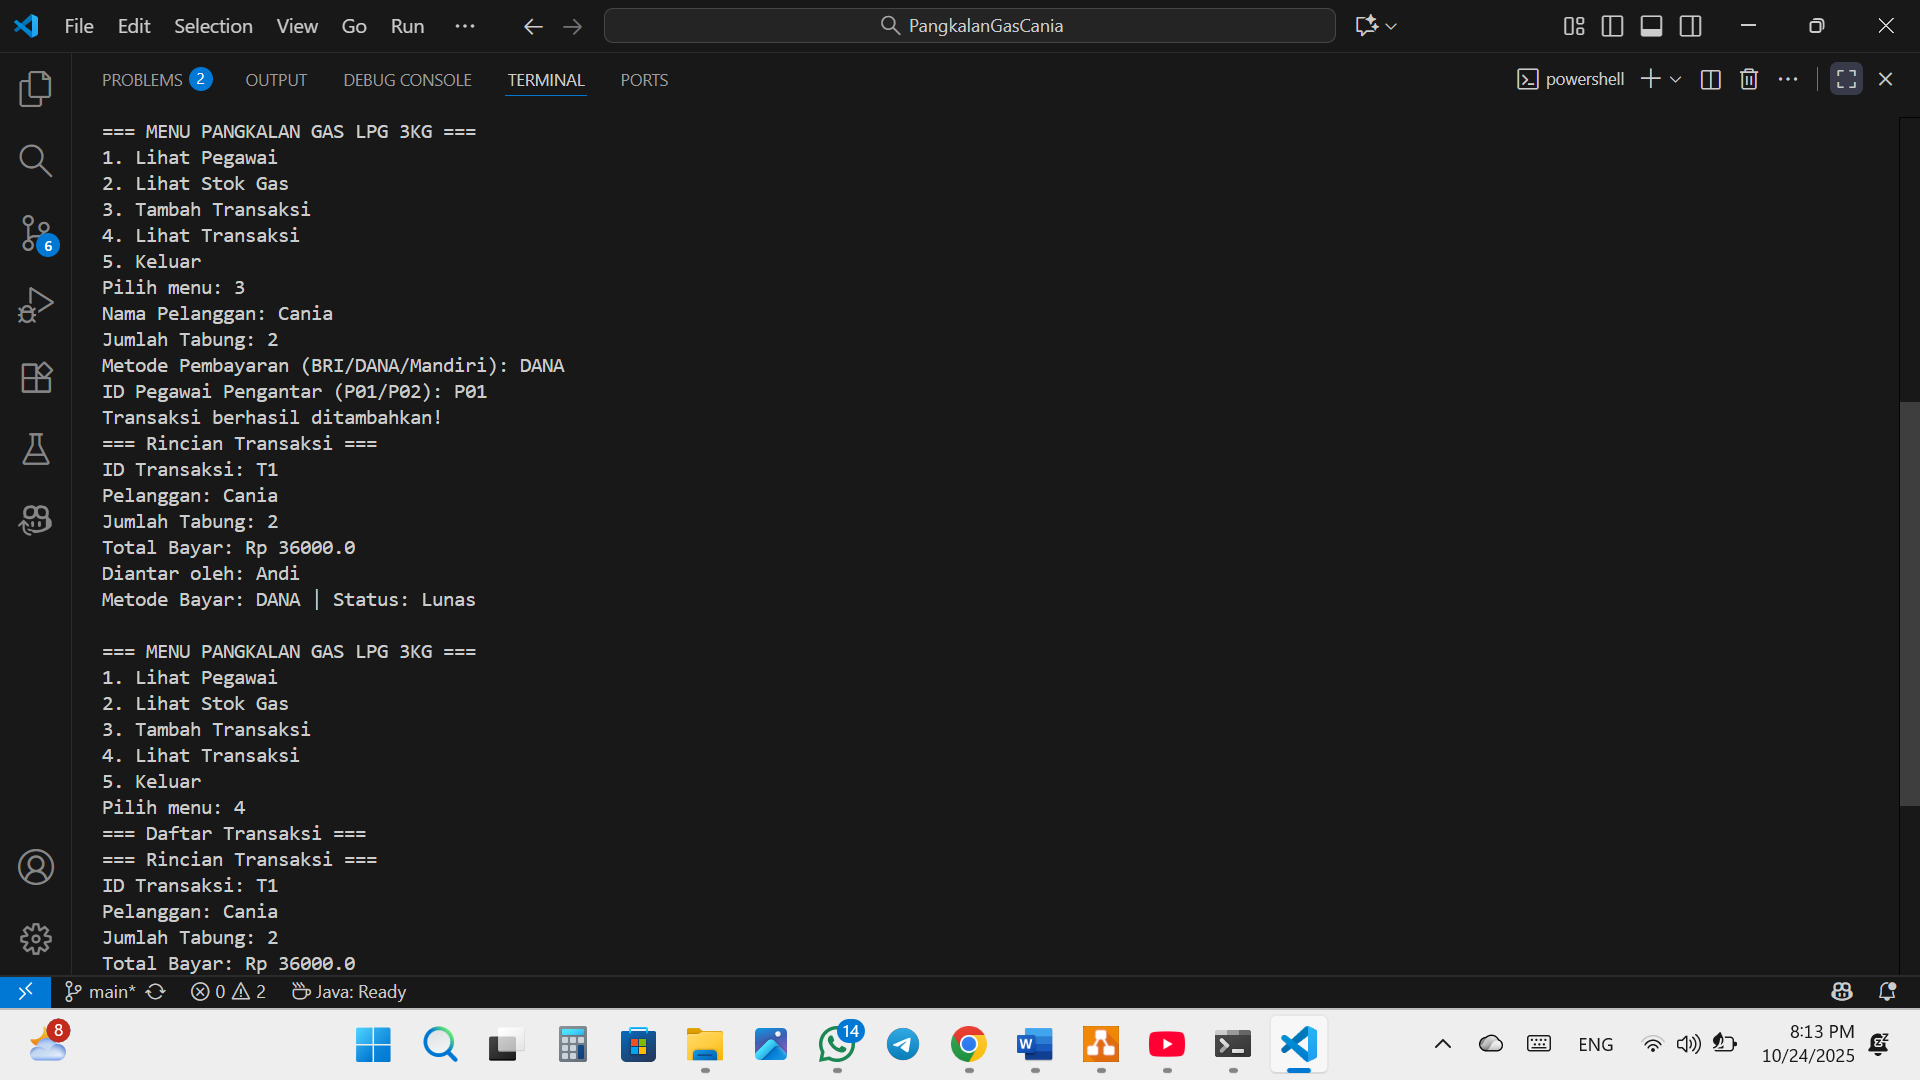 File Edit Selection View Go Run ··· PangkalanGasCania
PROBLEMS 2 OUTPUT DEBUG CONSOLE TERMINAL PORTS powershell
=== MENU PANGKALAN GAS LPG 3KG ===
1. Lihat Pegawai
2. Lihat Stok Gas
3. Tambah Transaksi
4. Lihat Transaksi
5. Keluar
Pilih menu: 3
Nama Pelanggan: Cania
Jumlah Tabung: 2
Metode Pembayaran (BRI/DANA/Mandiri): DANA
ID Pegawai Pengantar (P01/P02): P01
Transaksi berhasil ditambahkan!
=== Rincian Transaksi ===
ID Transaksi: T1
Pelanggan: Cania
Jumlah Tabung: 2
Total Bayar: Rp 36000.0
Diantar oleh: Andi
Metode Bayar: DANA | Status: Lunas
=== MENU PANGKALAN GAS LPG 3KG ===
1. Lihat Pegawai
2. Lihat Stok Gas
3. Tambah Transaksi
4. Lihat Transaksi
5. Keluar
Pilih menu: 4
=== Daftar Transaksi ===
=== Rincian Transaksi ===
ID Transaksi: T1
Pelanggan: Cania
Jumlah Tabung: 2
Total Bayar: Rp 36000.0
6
main* 0 2 Java: Ready
8 14 W ENG 8:13 PM
10/24/2025